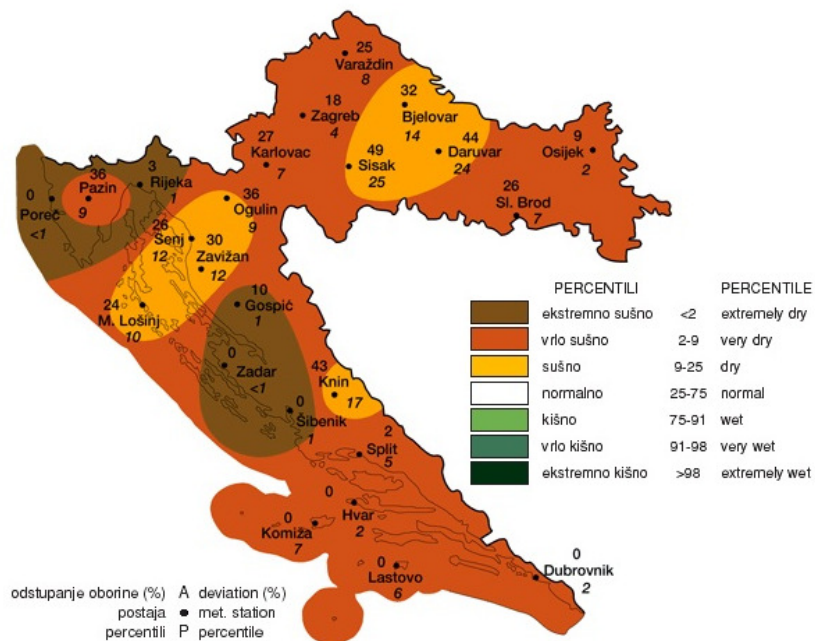 25
Varaždin
8
32
Bjelovar
14
18
Zagreb
4
44
Daruvar
24
9
Osijek
2
27
Karlovac
7
49
Sisak
25
26
Sl. Brod
7
36
Pazin
9
3
Rijeka
1
0
Poreč
<1
36
Ogulin
9
26
Senj
12
30
Zavižan
12
24
M. Lošinj
10
10
Gospić
1
0
Zadar
<1
43
Knin
17
0
Šibenik
1
2
Split
5
0
Hvar
2
0
Komiža
7
0
Lastovo
6
0
Dubrovnik
2
PERCENTILI PERCENTILE
ekstremno sušno <2 extremely dry
vrlo sušno 2-9 very dry
sušno 9-25 dry
normalno 25-75 normal
kišno 75-91 wet
vrlo kišno 91-98 very wet
ekstremno kišno >98 extremely wet
odstupanje oborine (%) A deviation (%)
postaja met. station
percentili P percentile